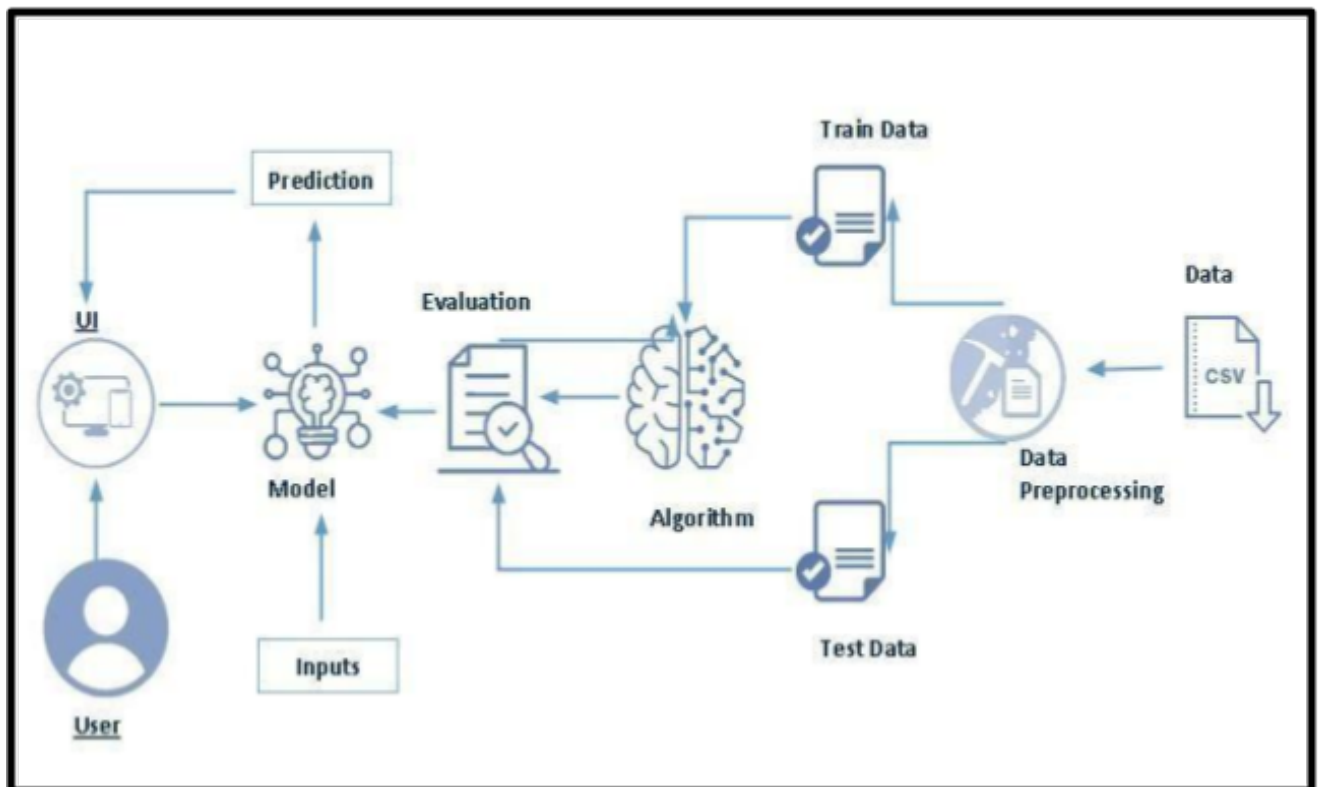 Train Data
Prediction
Data
Evaluation
UI
CSV
Data
Preprocessing
Model
Algorithm
Inputs
Test Data
User